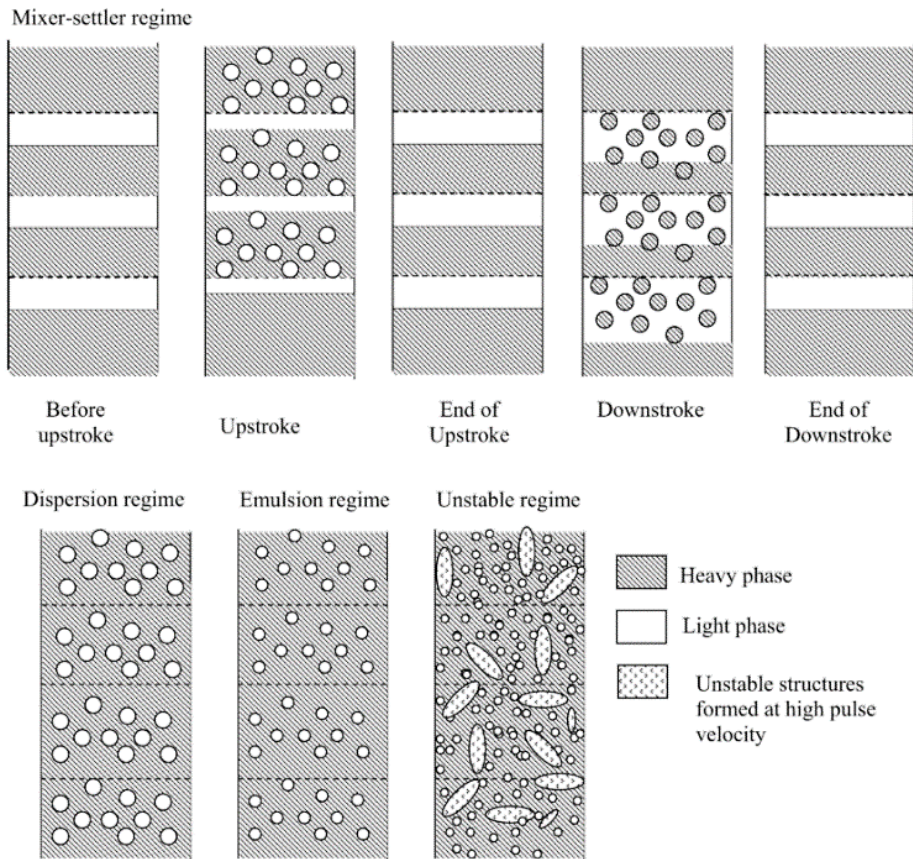 Mixer-settler regime
Before
upstroke
Upstroke
End of
Upstroke
Downstroke
End of
Downstroke
Dispersion regime
Emulsion regime
Unstable regime
Heavy phase
Light phase
Unstable structures
formed at high pulse
velocity